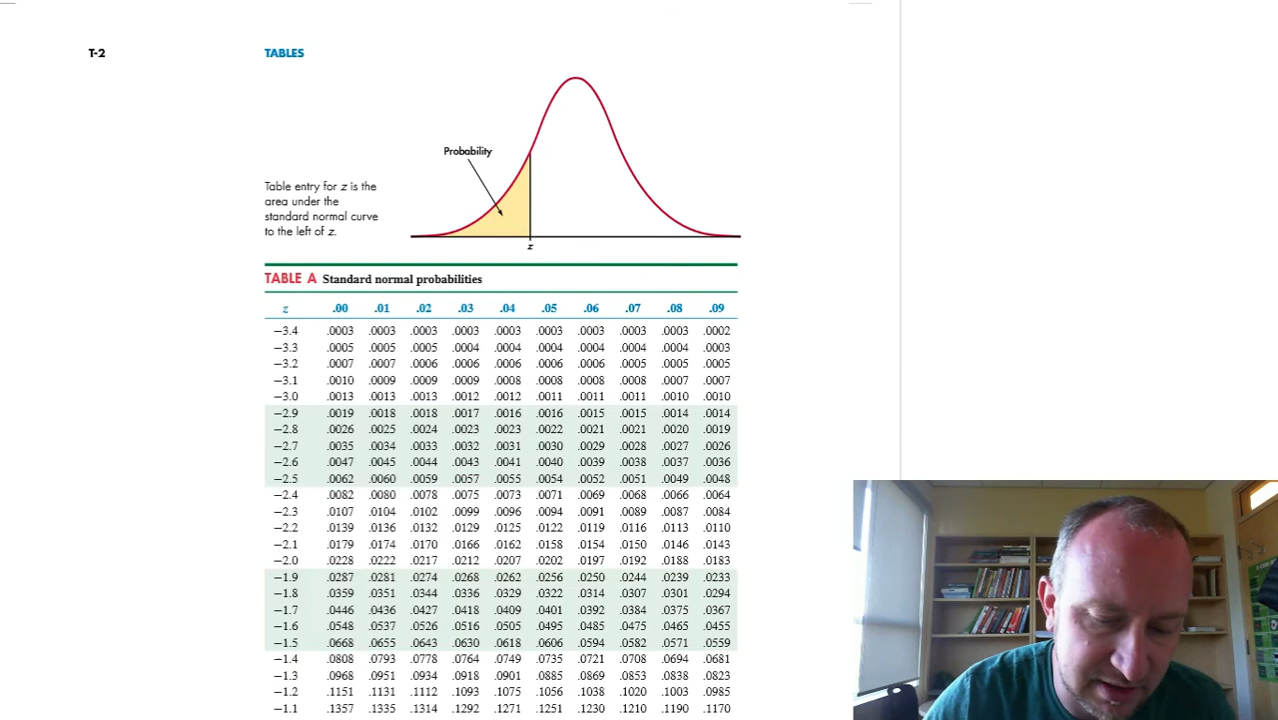 T-2 TABLES
Probability
Table entry for z is the
area under the
standard normal curve
to the left of z.
z
TABLE A Standard normal probabilities
z .00 .01 .02 .03 .04 .05 .06 .07 .08 .09
−3.4 .0003 .0003 .0003 .0003 .0003 .0003 .0003 .0003 .0003 .0002
−3.3 .0005 .0005 .0005 .0004 .0004 .0004 .0004 .0004 .0004 .0003
−3.2 .0007 .0007 .0006 .0006 .0006 .0006 .0006 .0005 .0005 .0005
−3.1 .0010 .0009 .0009 .0009 .0008 .0008 .0008 .0008 .0007 .0007
−3.0 .0013 .0013 .0013 .0012 .0012 .0011 .0011 .0011 .0010 .0010
−2.9 .0019 .0018 .0018 .0017 .0016 .0016 .0015 .0015 .0014 .0014
−2.8 .0026 .0025 .0024 .0023 .0023 .0022 .0021 .0021 .0020 .0019
−2.7 .0035 .0034 .0033 .0032 .0031 .0030 .0029 .0028 .0027 .0026
−2.6 .0047 .0045 .0044 .0043 .0041 .0040 .0039 .0038 .0037 .0036
−2.5 .0062 .0060 .0059 .0057 .0055 .0054 .0052 .0051 .0049 .0048
−2.4 .0082 .0080 .0078 .0075 .0073 .0071 .0069 .0068 .0066 .0064
−2.3 .0107 .0104 .0102 .0099 .0096 .0094 .0091 .0089 .0087 .0084
−2.2 .0139 .0136 .0132 .0129 .0125 .0122 .0119 .0116 .0113 .0110
−2.1 .0179 .0174 .0170 .0166 .0162 .0158 .0154 .0150 .0146 .0143
−2.0 .0228 .0222 .0217 .0212 .0207 .0202 .0197 .0192 .0188 .0183
−1.9 .0287 .0281 .0274 .0268 .0262 .0256 .0250 .0244 .0239 .0233
−1.8 .0359 .0351 .0344 .0336 .0329 .0322 .0314 .0307 .0301 .0294
−1.7 .0446 .0436 .0427 .0418 .0409 .0401 .0392 .0384 .0375 .0367
−1.6 .0548 .0537 .0526 .0516 .0505 .0495 .0485 .0475 .0465 .0455
−1.5 .0668 .0655 .0643 .0630 .0618 .0606 .0594 .0582 .0571 .0559
−1.4 .0808 .0793 .0778 .0764 .0749 .0735 .0721 .0708 .0694 .0681
−1.3 .0968 .0951 .0934 .0918 .0901 .0885 .0869 .0853 .0838 .0823
−1.2 .1151 .1131 .1112 .1093 .1075 .1056 .1038 .1020 .1003 .0985
−1.1 .1357 .1335 .1314 .1292 .1271 .1251 .1230 .1210 .1190 .1170